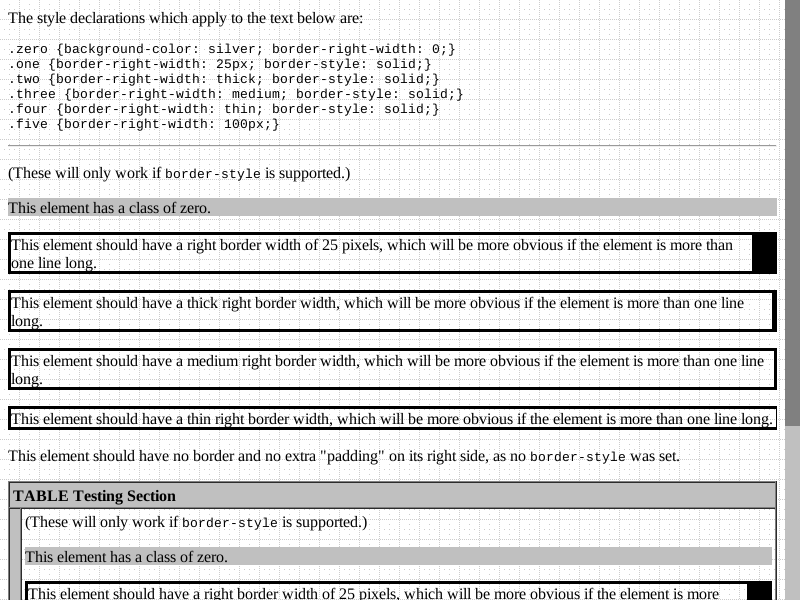 The style declarations which apply to the text below are:
.zero {background-color: silver; border-right-width: 0;}
.one {border-right-width: 25px; border-style: solid;}
.two {border-right-width: thick; border-style: solid;}
.three {border-right-width: medium; border-style: solid;}
.four {border-right-width: thin; border-style: solid;}
.five {border-right-width: 100px;}
(These will only work if border-style is supported.)
This element has a class of zero.
This element should have a right border width of 25 pixels, which will be more obvious if the element is more than
one line long.
This element should have a thick right border width, which will be more obvious if the element is more than one line
long.
This element should have a medium right border width, which will be more obvious if the element is more than one line
long.
This element should have a thin right border width, which will be more obvious if the element is more than one line long.
This element should have no border and no extra "padding" on its right side, as no border-style was set.
TABLE Testing Section
(These will only work if border-style is supported.)
This element has a class of zero.
This element should have a right border width of 25 pixels, which will be more obvious if the element is more